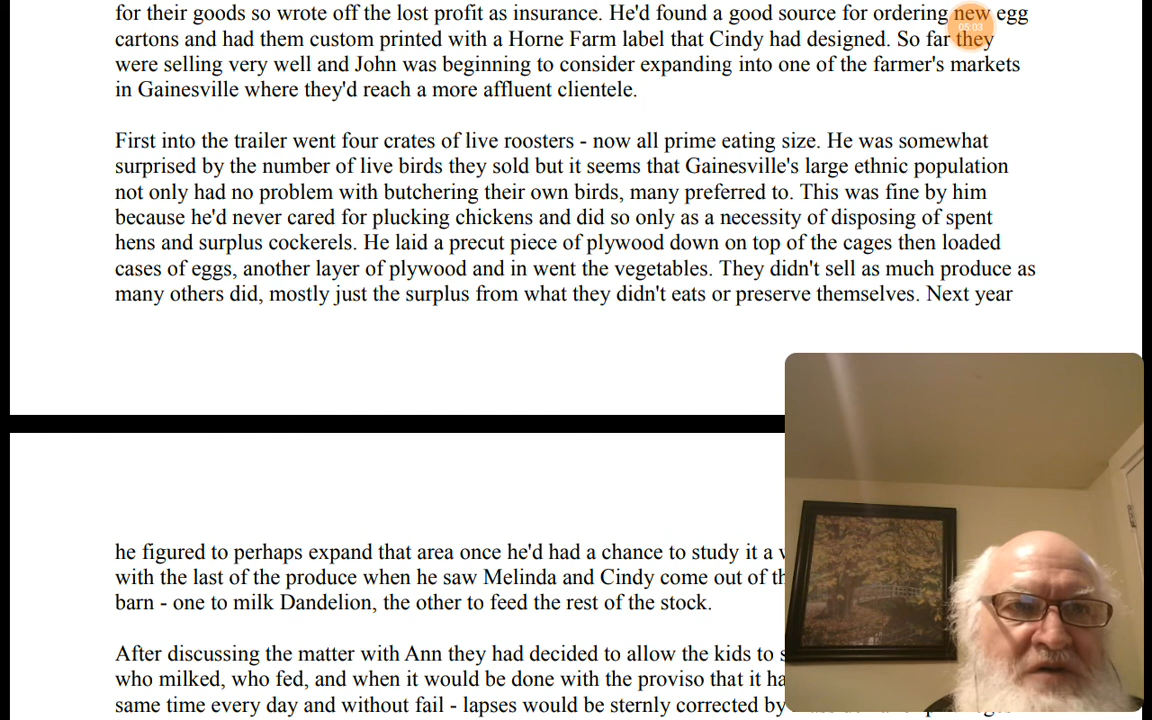 for their goods so wrote off the lost profit as insurance. He'd found a good source for ordering new egg
cartons and had them custom printed with a Horne Farm label that Cindy had designed. So far they
were selling very well and John was beginning to consider expanding into one of the farmer's markets
in Gainesville where they'd reach a more affluent clientele.
First into the trailer went four crates of live roosters - now all prime eating size. He was somewhat
surprised by the number of live birds they sold but it seems that Gainesville's large ethnic population
not only had no problem with butchering their own birds, many preferred to. This was fine by him
because he'd never cared for plucking chickens and did so only as a necessity of disposing of spent
hens and surplus cockerels. He laid a precut piece of plywood down on top of the cages then loaded
cases of eggs, another layer of plywood and in went the vegetables. They didn't sell as much produce as
many others did, mostly just the surplus from what they didn't eats or preserve themselves. Next year
he figured to perhaps expand that area once he'd had a chance to study it a
with the last of the produce when he saw Melinda and Cindy come out of
barn - one to milk Dandelion, the other to feed the rest of the stock.
After discussing the matter with Ann they had decided to allow the kids to
who milked, who fed, and when it would be done with the proviso that it
same time every day and without fail - lapses would be sternly corrected by